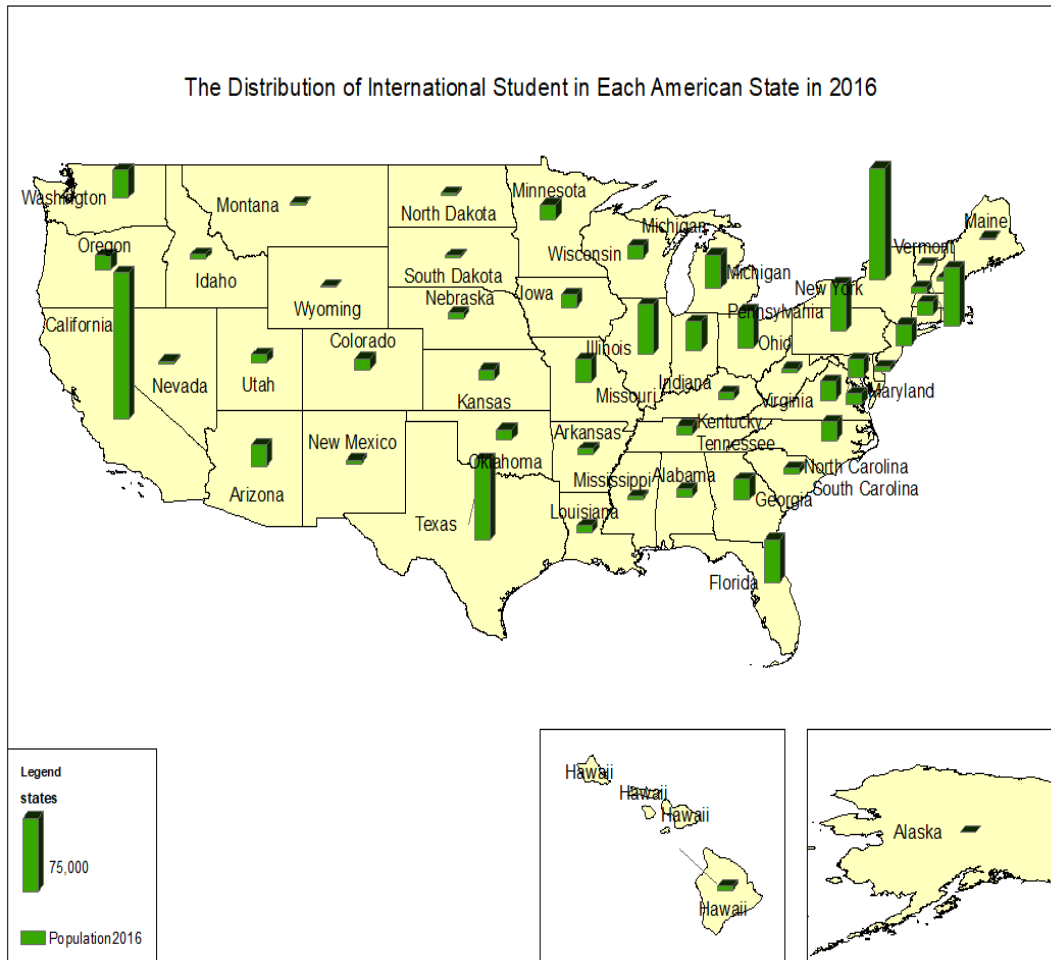 The Distribution of International Student in Each American State in 2016
Washington
Montana
North Dakota
Minnesota
Michigan
Maine
Oregon
Idaho
South Dakota
Wisconsin
Michigan
Vermont
Wyoming
Nebraska
Iowa
New York
California
Pennsylvania
Nevada
Utah
Colorado
Kansas
Illinois
Missouri
Indiana
Ohio
Virginia
Maryland
Kentucky
Tennessee
Arizona
New Mexico
Oklahoma
Arkansas
North Carolina
South Carolina
Mississippi
Alabama
Georgia
Texas
Louisiana
Florida
Legend
states
75,000
Population2016
Hawaii
Hawaii
Hawaii
Hawaii
Alaska